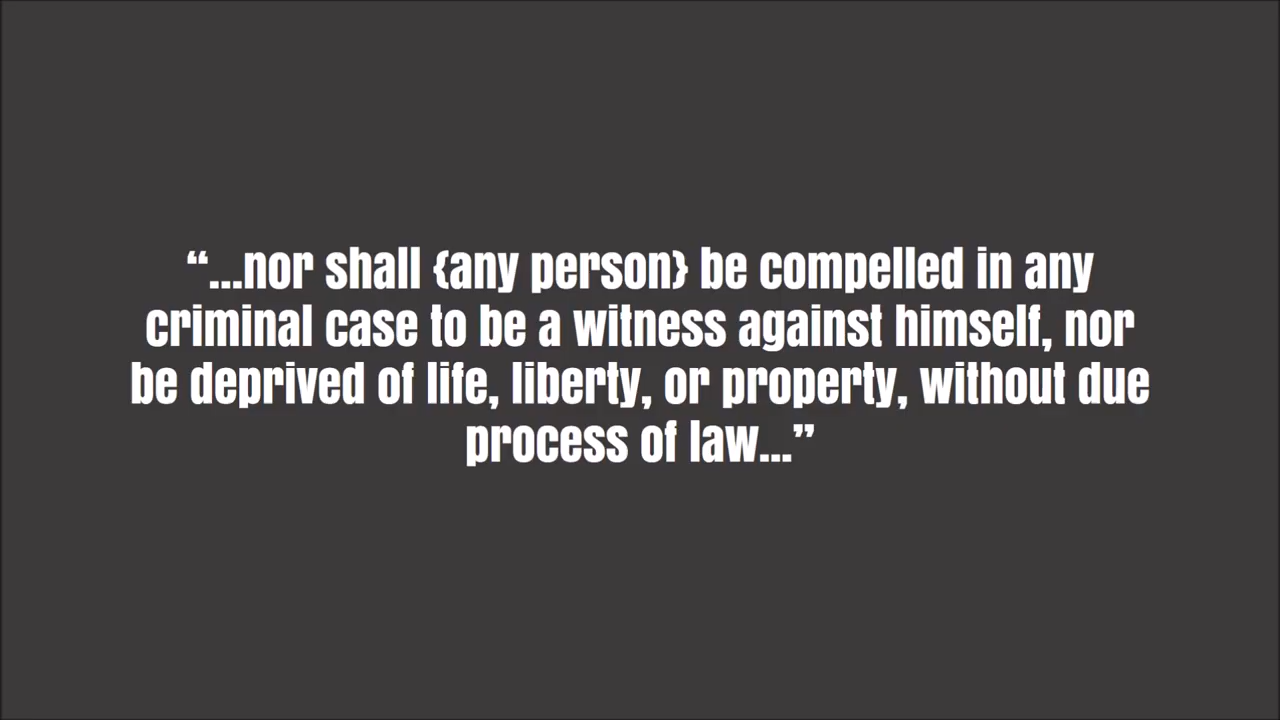 “...nor shall {any person} be compelled in any
criminal case to be a witness against himself, nor
be deprived of life, liberty, or property, without due
process of law...”